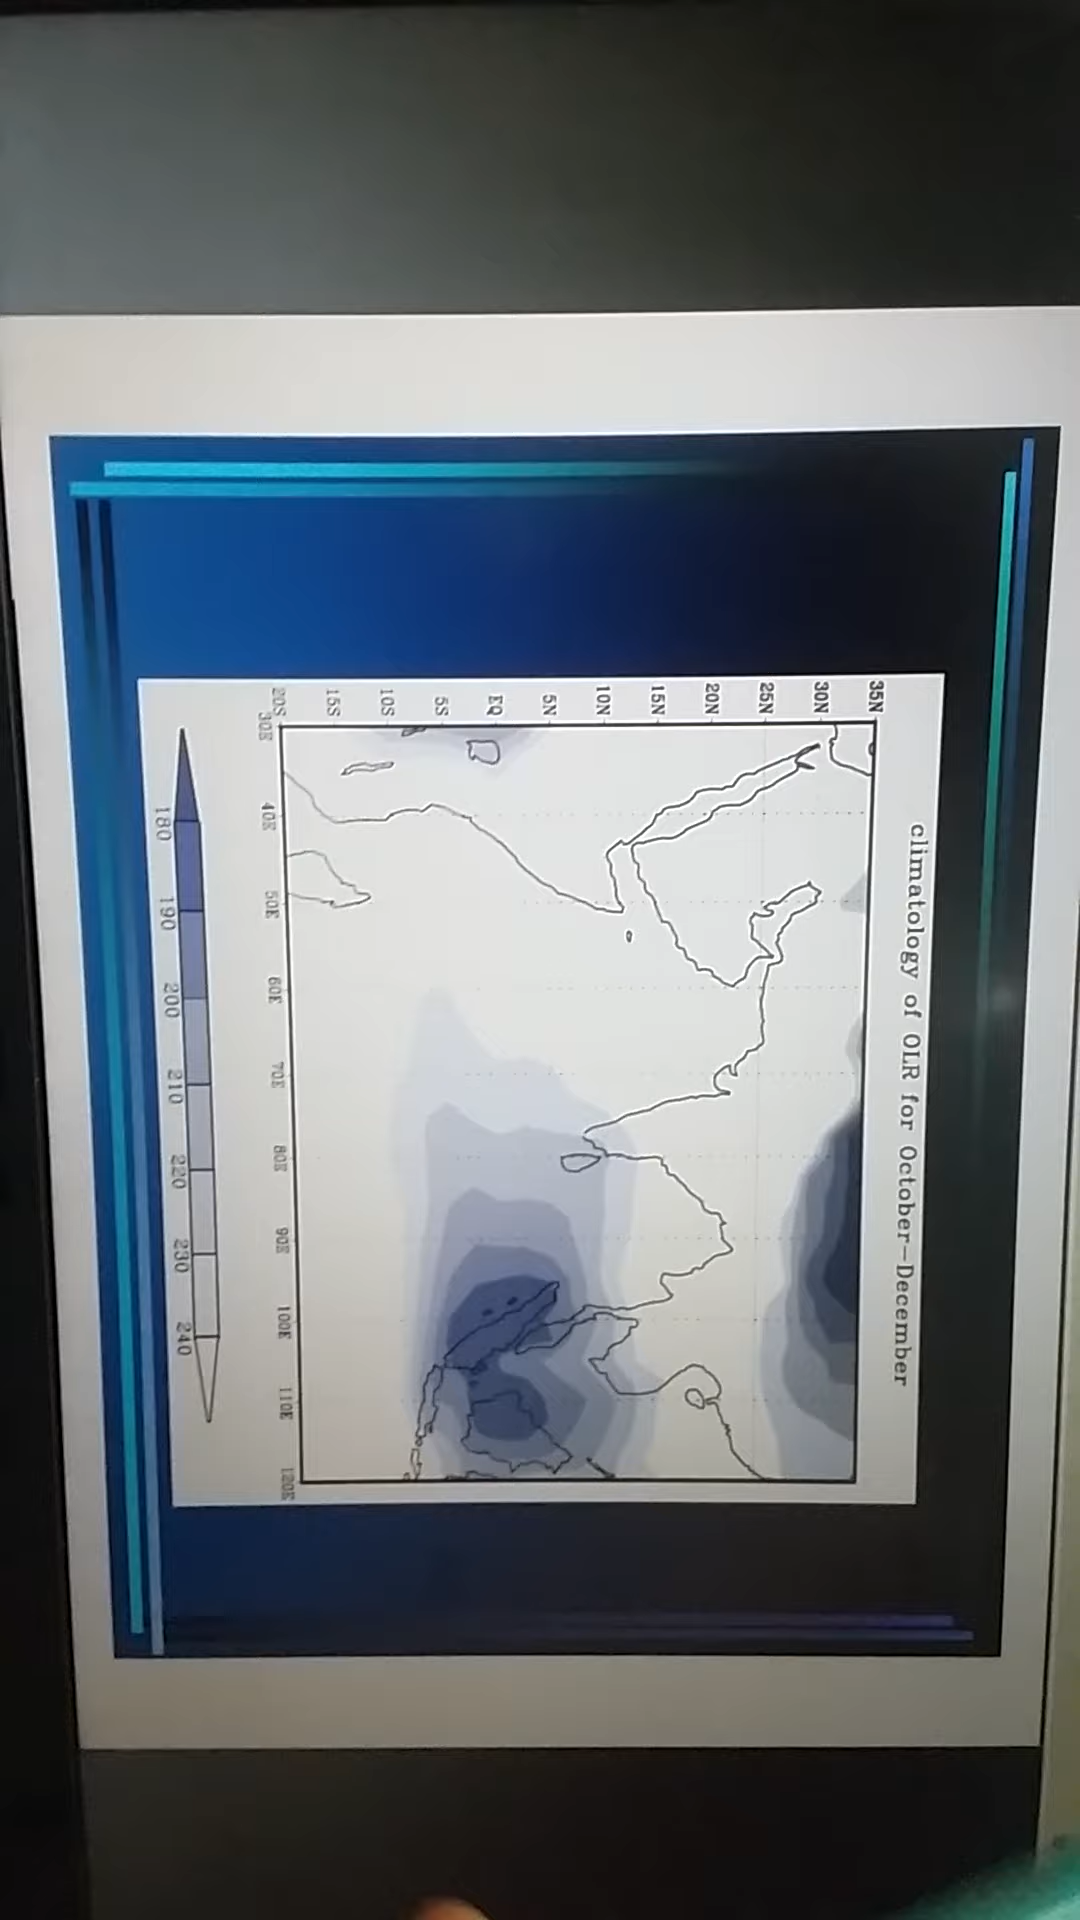 climatology of OLR for October-December
35N
30N
25N
20N
15N
10N
5N
EQ
5S
10S
15S
20S
30E 40E 50E 60E 70E 80E 90E 100E 110E 120E
180 190 200 210 220 230 240